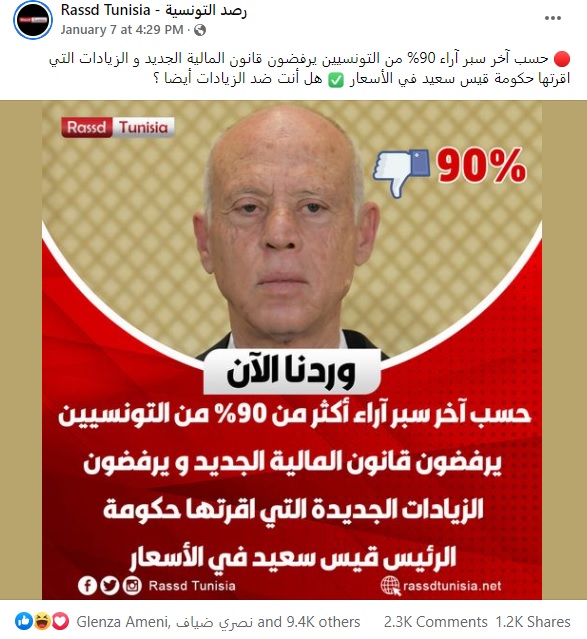 Rassd Tunisia - رصد التونسية
January 7 at 4:29 PM ·
حسب آخر سبر آراء 90% من التونسيين يرفضون قانون المالية الجديد و الزيادات التي
اقرتها حكومة قيس سعيد في الأسعار ✅ هل أنت ضد الزيادات أيضا ؟
Rassd Tunisia
90%
وردنا الآن
حسب آخر سبر آراء أكثر من 90% من التونسيين
يرفضون قانون المالية الجديد و يرفضون
الزيادات الجديدة التي اقرتها حكومة
الرئيس قيس سعيد في الأسعار
Rassd Tunisia
rassdtunisia.net
Glenza Ameni, نصري ضياف and 9.4K others
2.3K Comments 1.2K Shares